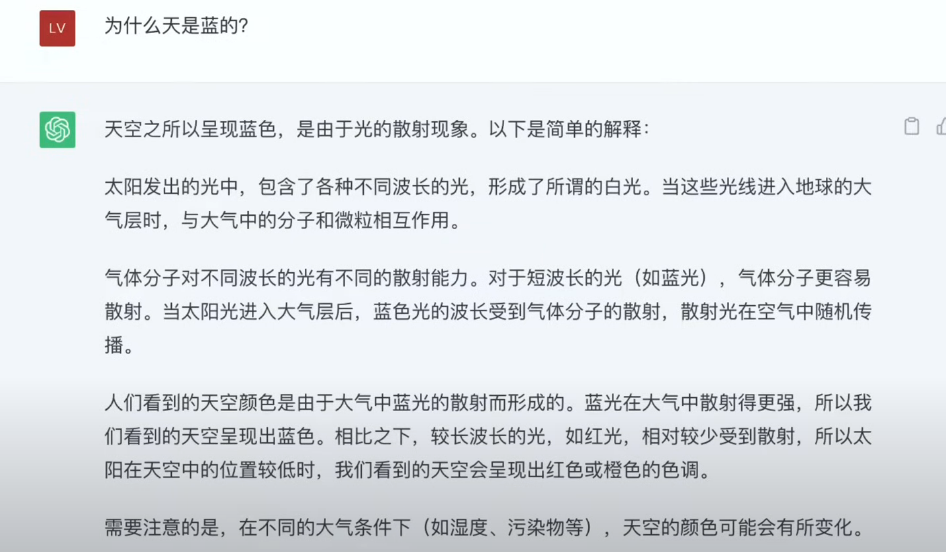 LV
为什么天是蓝的?
天空之所以呈现蓝色，是由于光的散射现象。以下是简单的解释：
太阳发出的光中，包含了各种不同波长的光，形成了所谓的白光。当这些光线进入地球的大
气层时，与大气中的分子和微粒相互作用。
气体分子对不同波长的光有不同的散射能力。对于短波长的光（如蓝光），气体分子更容易
散射。当太阳光进入大气层后，蓝色光的波长受到气体分子的散射，散射光在空气中随机传
播。
人们看到的天空颜色是由于大气中蓝光的散射而形成的。蓝光在大气中散射得更强，所以我
们看到的天空呈现出蓝色。相比之下，较长波长的光，如红光，相对较少受到散射，所以太
阳在天空中的位置较低时，我们看到的天空会呈现出红色或橙色的色调。
需要注意的是，在不同的大气条件下（如湿度、污染物等），天空的颜色可能会有所变化。